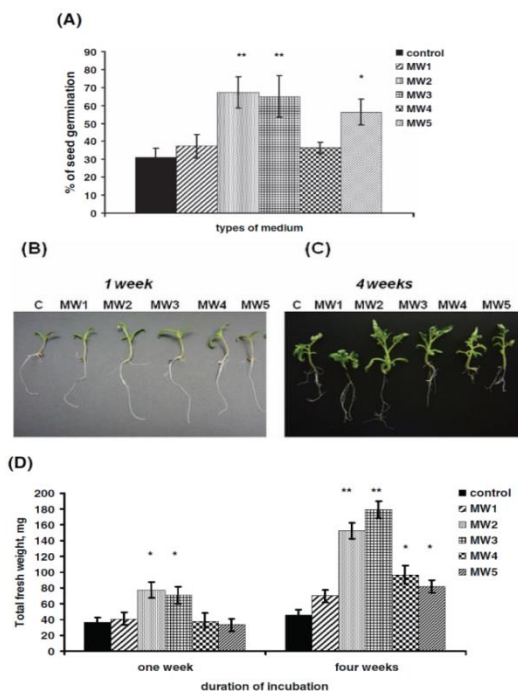 (A)
90
80
70
60
50
40
30
20
10
0
% of seed germination
** ** *
types of medium
control
MW1
MW2
MW3
MW4
MW5
(B)
1 week
C MW1 MW2 MW3 MW4 MW5
(C)
4 weeks
C MW1 MW2 MW3 MW4 MW5
(D)
200
180
160
140
120
100
80
60
40
20
0
Total fresh weight, mg
* * ** ** * *
one week four weeks
duration of incubation
control
MW1
MW2
MW3
MW4
MW5